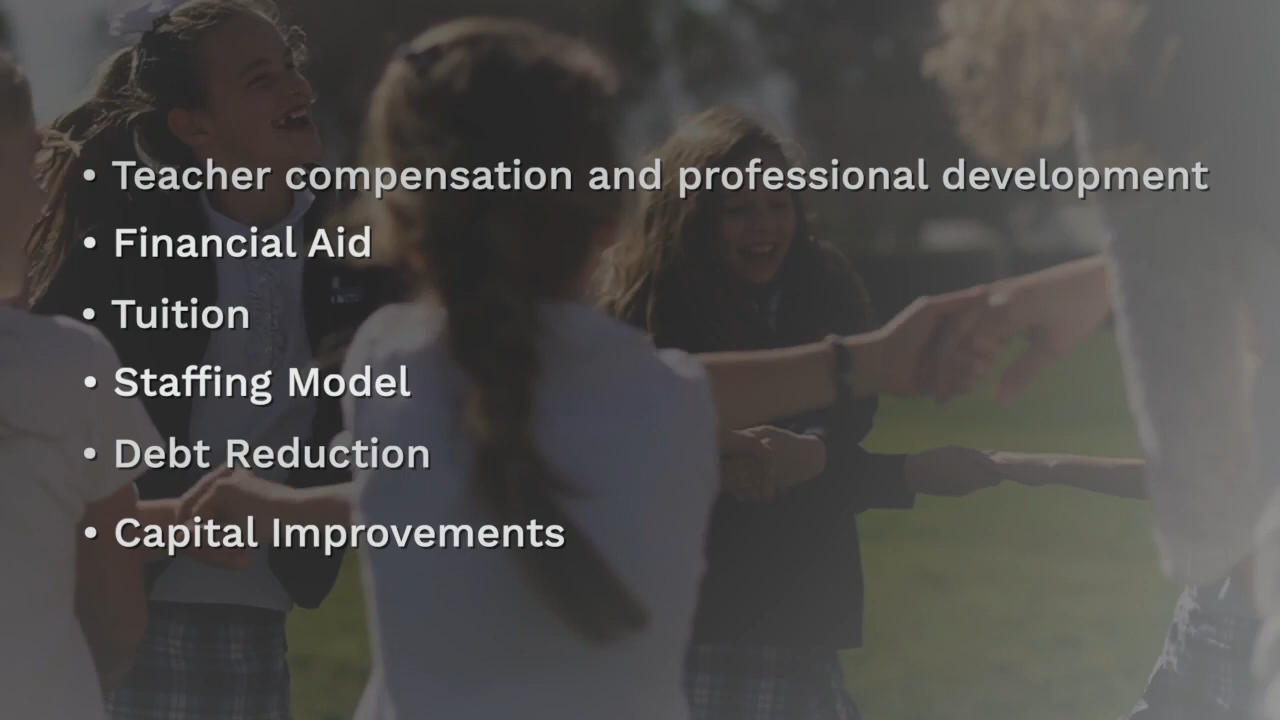 • Teacher compensation and professional development
• Financial Aid
• Tuition
• Staffing Model
• Debt Reduction
• Capital Improvements